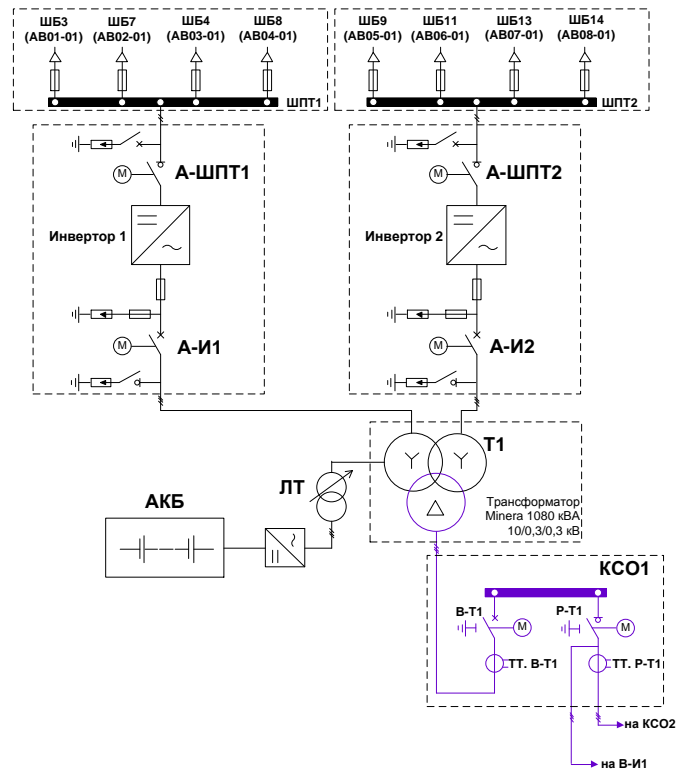 ШБ3 ШБ7 ШБ4 ШБ8
(АВ01-01) (АВ02-01) (АВ03-01) (АВ04-01)
ШПТ1
ШБ9 ШБ11 ШБ13 ШБ14
(АВ05-01) (АВ06-01) (АВ07-01) (АВ08-01)
ШПТ2
А-ШПТ1
М
Инвертор 1
А-И1
М
А-ШПТ2
М
Инвертор 2
А-И2
М
Т1
Трансформатор
Minera 1080 кВА
10/0,3/0,3 кВ
ЛТ
АКБ
КСО1
В-Т1
М
ТТ. В-Т1
Р-Т1
М
ТТ. Р-Т1
на КСО2
на В-И1